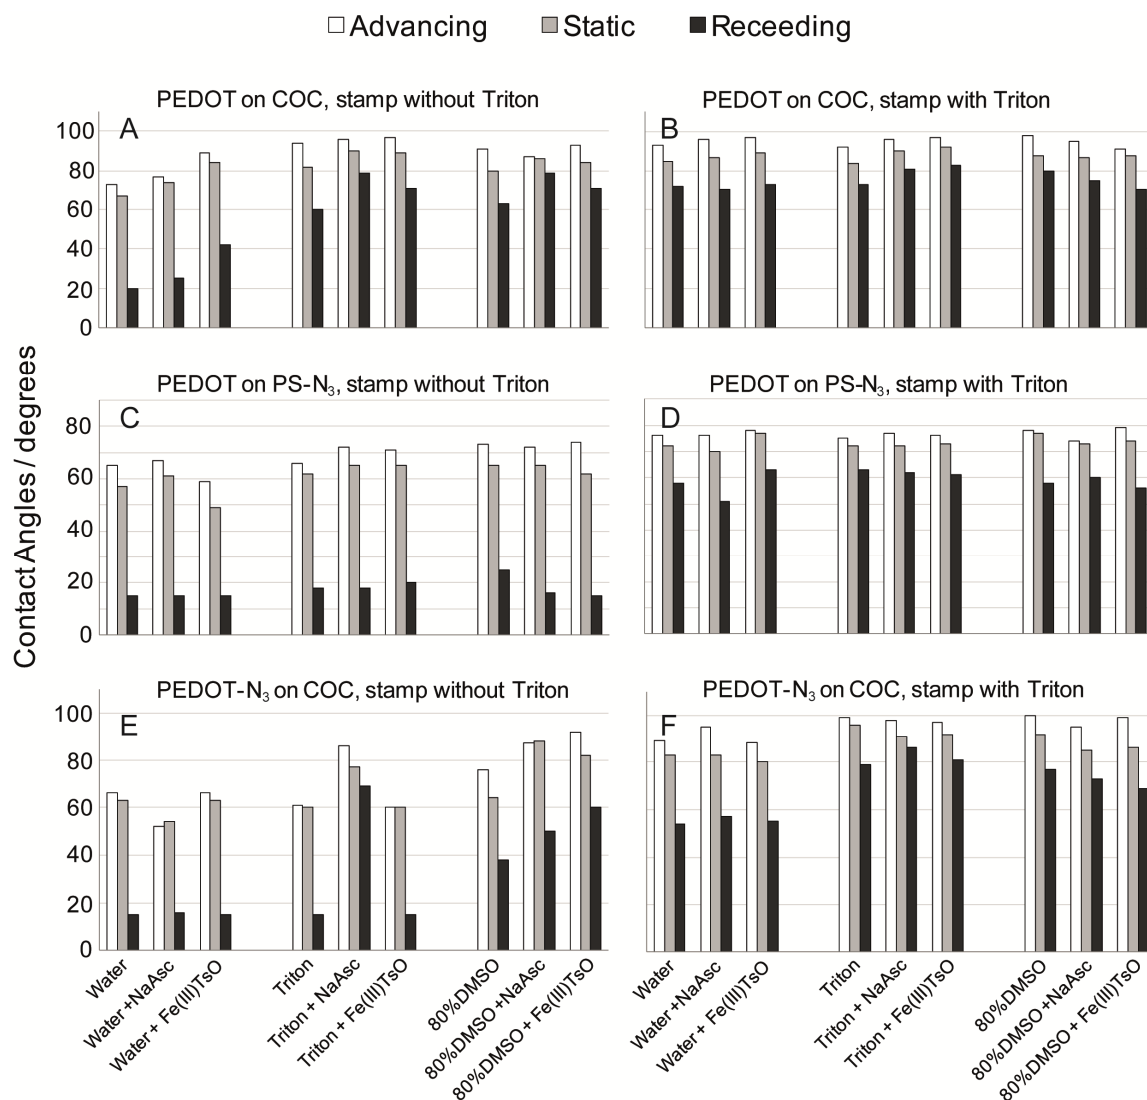 Advancing Static Receeding
PEDOT on COC, stamp without Triton
PEDOT on COC, stamp with Triton
A
B
100
80
60
40
20
0
PEDOT on PS-N₃, stamp without Triton
PEDOT on PS-N₃, stamp with Triton
C
D
80
60
40
20
0
Contact Angles / degrees
PEDOT-N₃ on COC, stamp without Triton
PEDOT-N₃ on COC, stamp with Triton
E
F
100
80
60
40
20
0
Water
Water +NaAsc
Water + Fe(III)TsO
Triton
Triton + NaAsc
Triton + Fe(III)TsO
80%DMSO
80%DMSO +NaAsc
80%DMSO + Fe(III)TsO
Water
Water +NaAsc
Water + Fe(III)TsO
Triton
Triton + NaAsc
Triton + Fe(III)TsO
80%DMSO
80%DMSO +NaAsc
80%DMSO + Fe(III)TsO